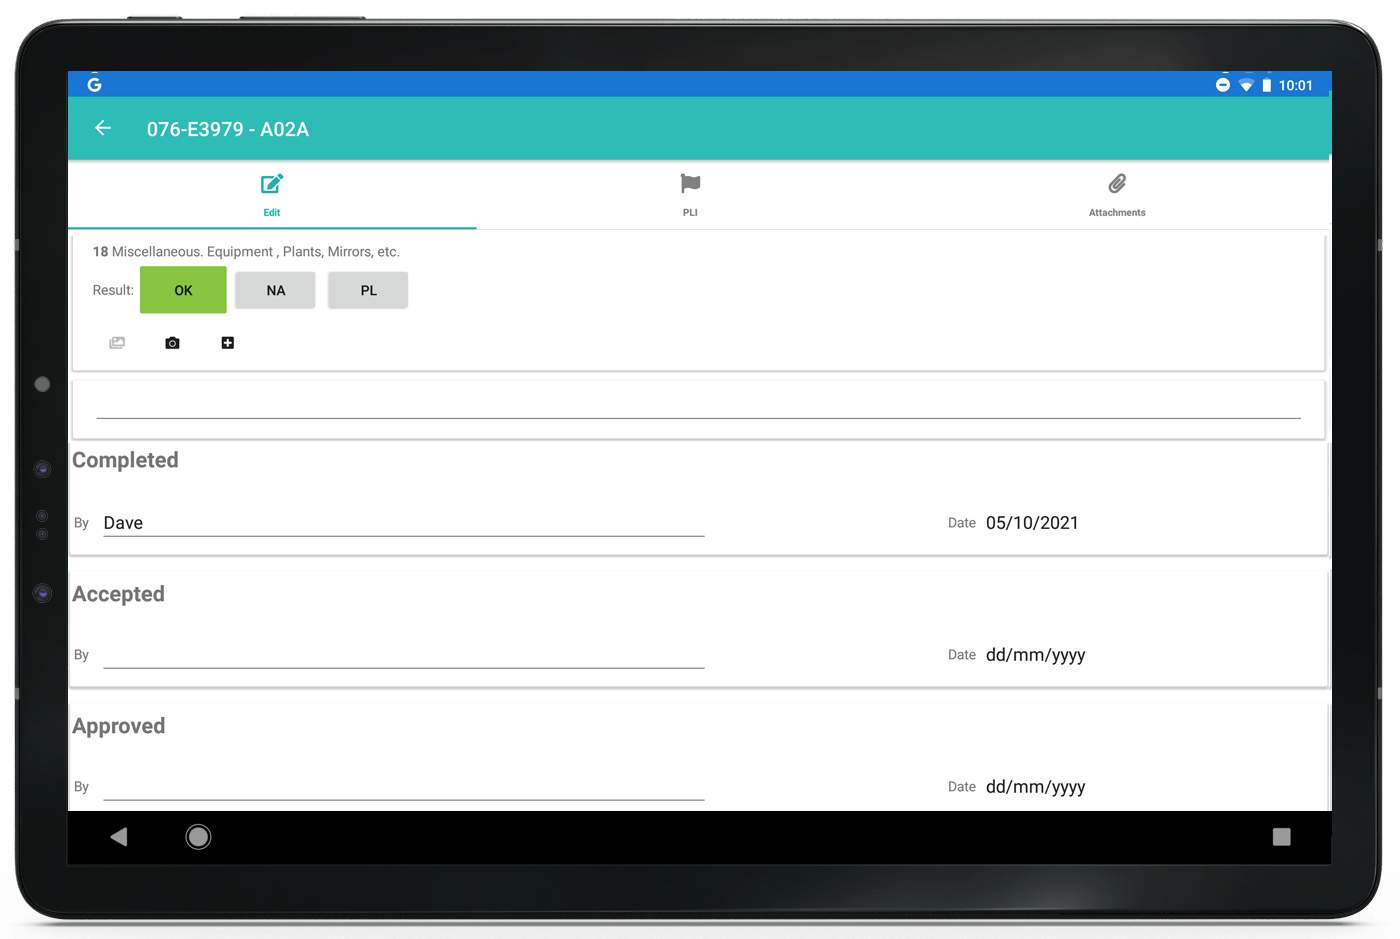 G 10:01
076-E3979 - A02A
Edit PLI Attachments
18 Miscellaneous. Equipment , Plants, Mirrors, etc.
Result: OK NA PL
Completed
By Dave Date 05/10/2021
Accepted
By Date dd/mm/yyyy
Approved
By Date dd/mm/yyyy